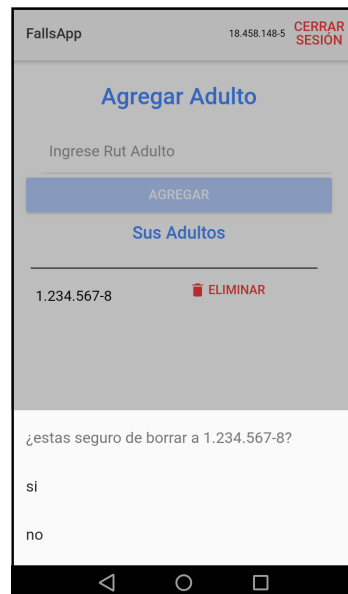 FallsApp
18.458.148-5
CERRAR
SESIÓN
Agregar Adulto
Ingrese Rut Adulto
AGREGAR
Sus Adultos
1.234.567-8
ELIMINAR
¿estas seguro de borrar a 1.234.567-8?
si
no